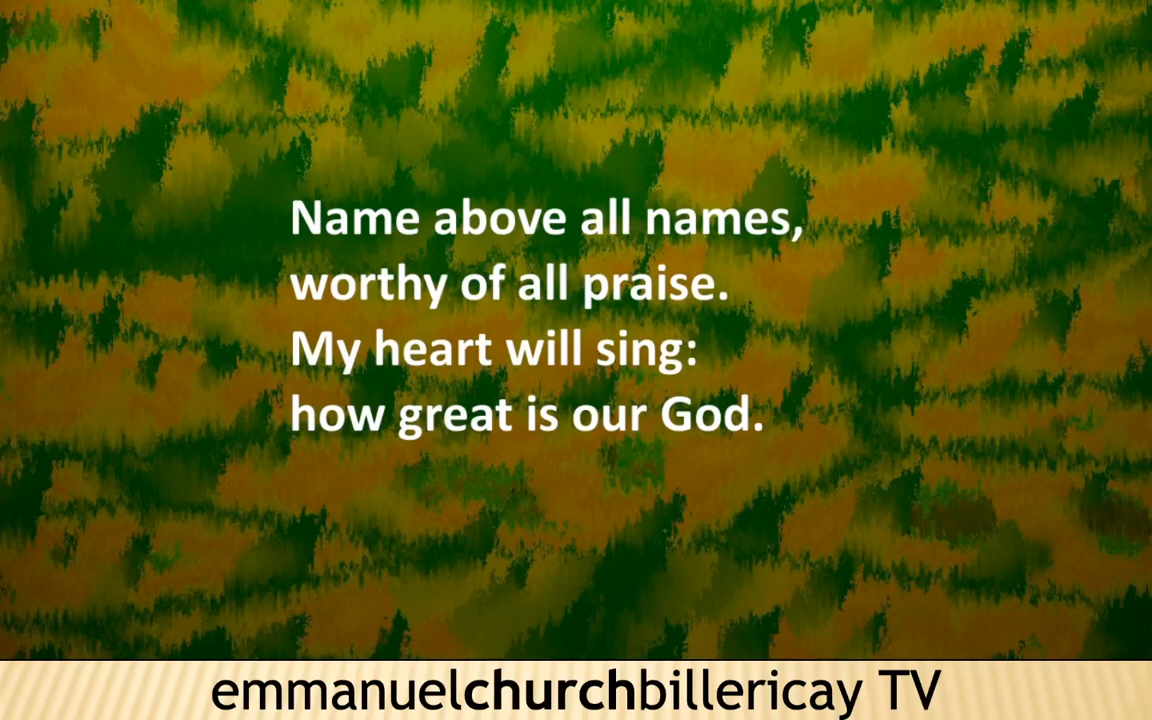 Name above all names,
worthy of all praise.
My heart will sing:
how great is our God.
emmanuelchurchbillericay TV